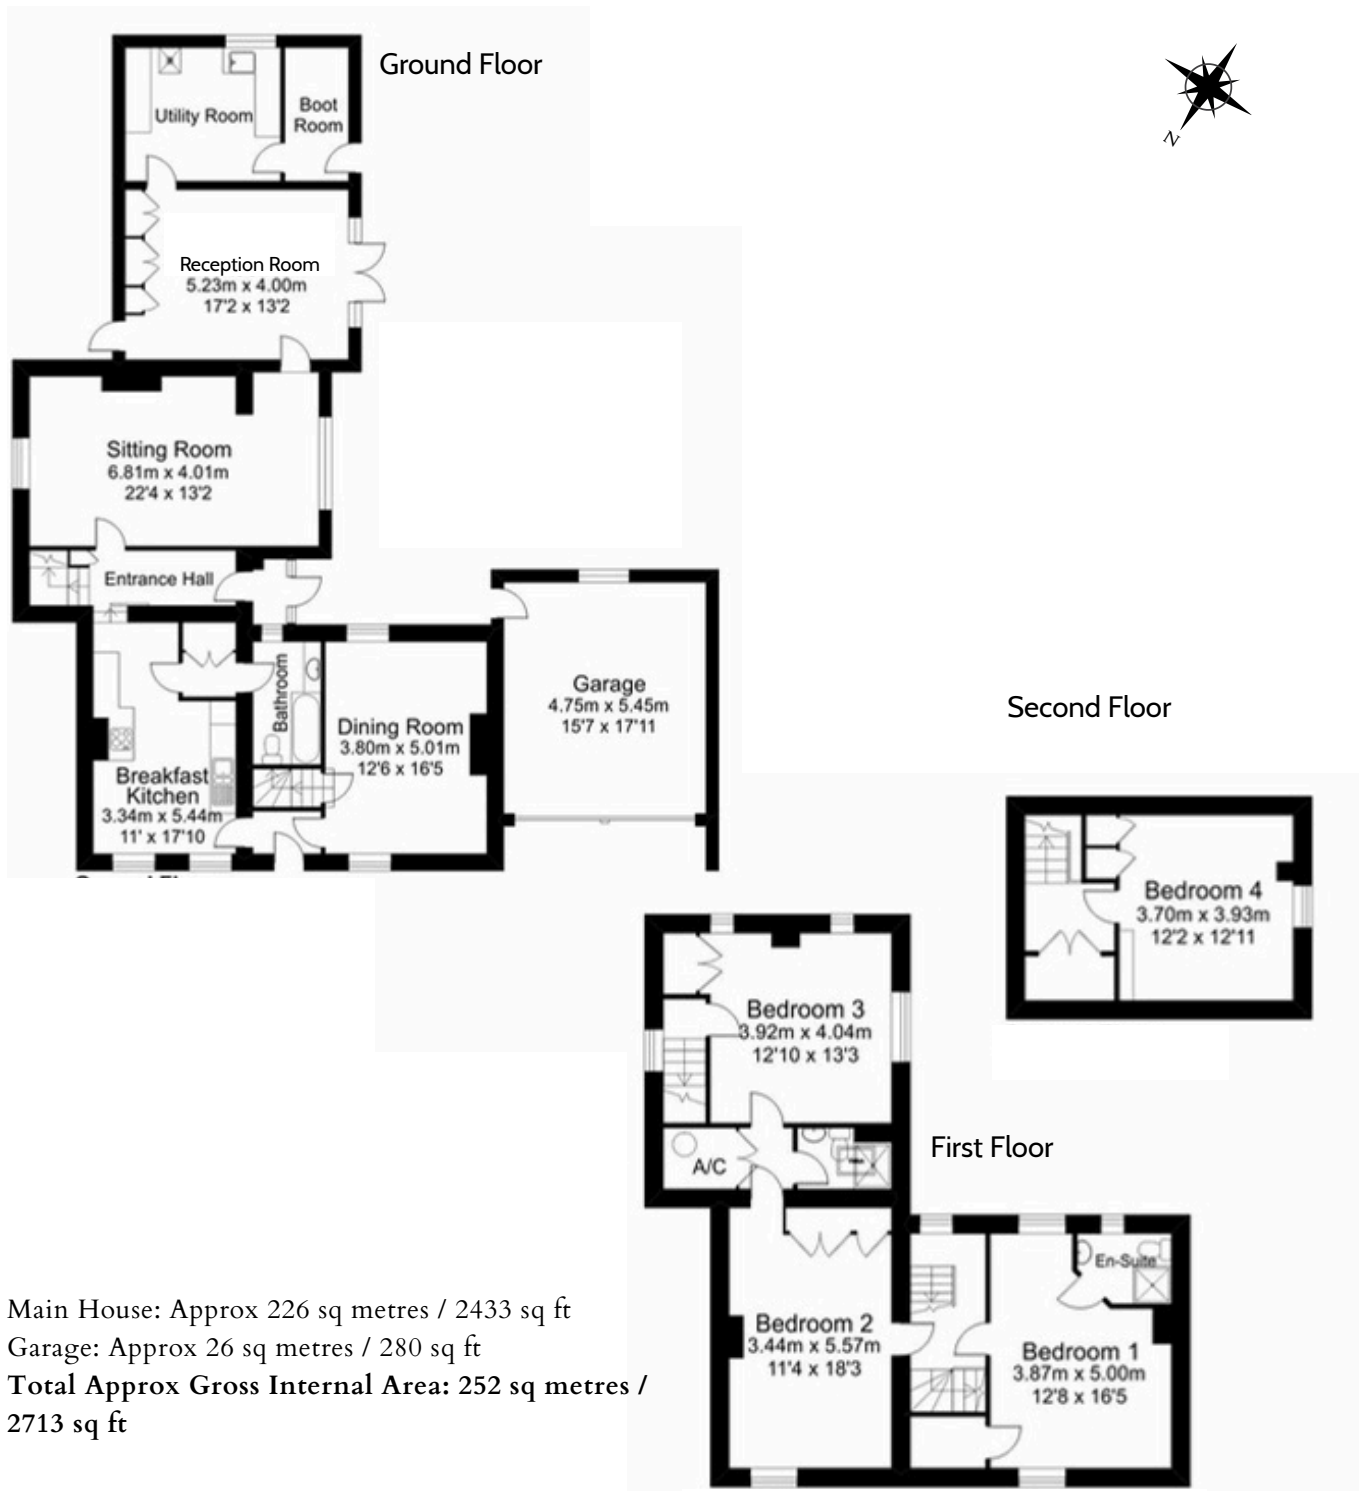 Ground Floor
N
Utility Room
Boot
Room
Reception Room
5.23m x 4.00m
17'2 x 13'2
Sitting Room
6.81m x 4.01m
22'4 x 13'2
Entrance Hall
Bathroom
Dining Room
3.80m x 5.01m
12'6 x 16'5
Garage
4.75m x 5.45m
15'7 x 17'11
Breakfast
Kitchen
3.34m x 5.44m
11' x 17'10
Second Floor
Bedroom 4
3.70m x 3.93m
12'2 x 12'11
Bedroom 3
3.92m x 4.04m
12'10 x 13'3
A/C
First Floor
En-Suite
Bedroom 2
3.44m x 5.57m
11'4 x 18'3
Bedroom 1
3.87m x 5.00m
12'8 x 16'5
Main House: Approx 226 sq metres / 2433 sq ft
Garage: Approx 26 sq metres / 280 sq ft
Total Approx Gross Internal Area: 252 sq metres /
2713 sq ft